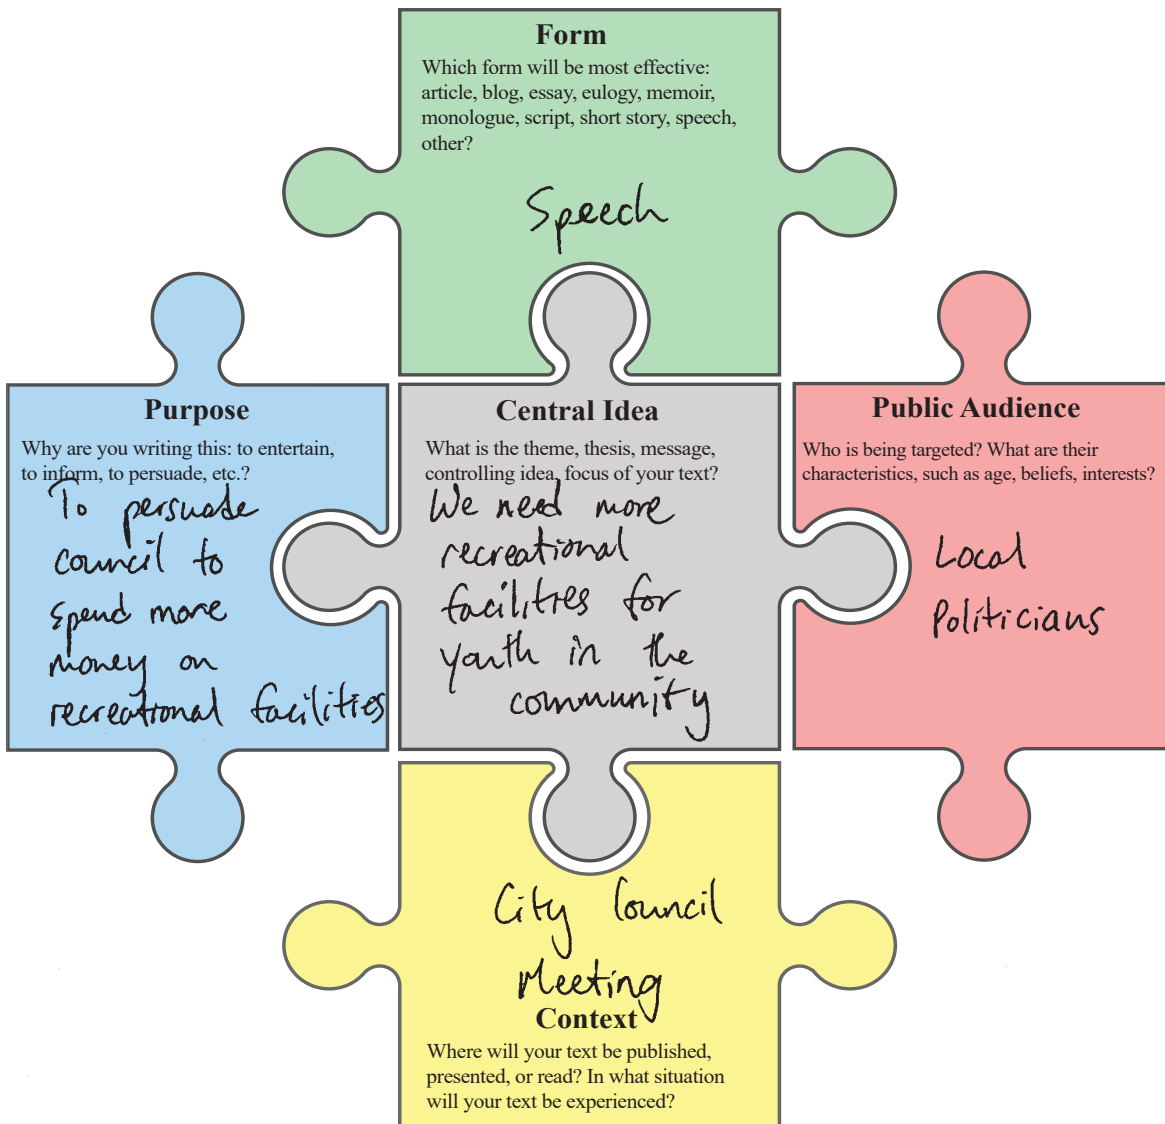 Form
Which form will be most effective:
article, blog, essay, eulogy, memoir,
monologue, script, short story, speech,
other?
Speech
Purpose
Why are you writing this: to entertain,
to inform, to persuade, etc.?
To persuade
council to
spend more
money on
recreational facilities
Central Idea
What is the theme, thesis, message,
controlling idea, focus of your text?
We need more
recreational
facilities for
youth in the
community
Public Audience
Who is being targeted? What are their
characteristics, such as age, beliefs, interests?
Local
Politicians
City Council
Meeting
Context
Where will your text be published,
presented, or read? In what situation
will your text be experienced?